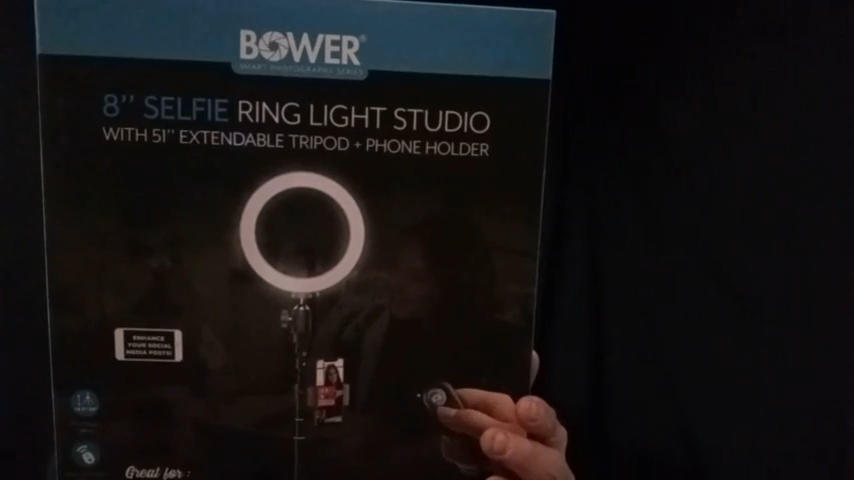 BOWER
SMART PHOTOGRAPHY SERIES
8'' SELFIE RING LIGHT STUDIO
WITH 51'' EXTENDABLE TRIPOD + PHONE HOLDER
ENHANCE
YOUR SOCIAL
MEDIA POSTS!
Great for :